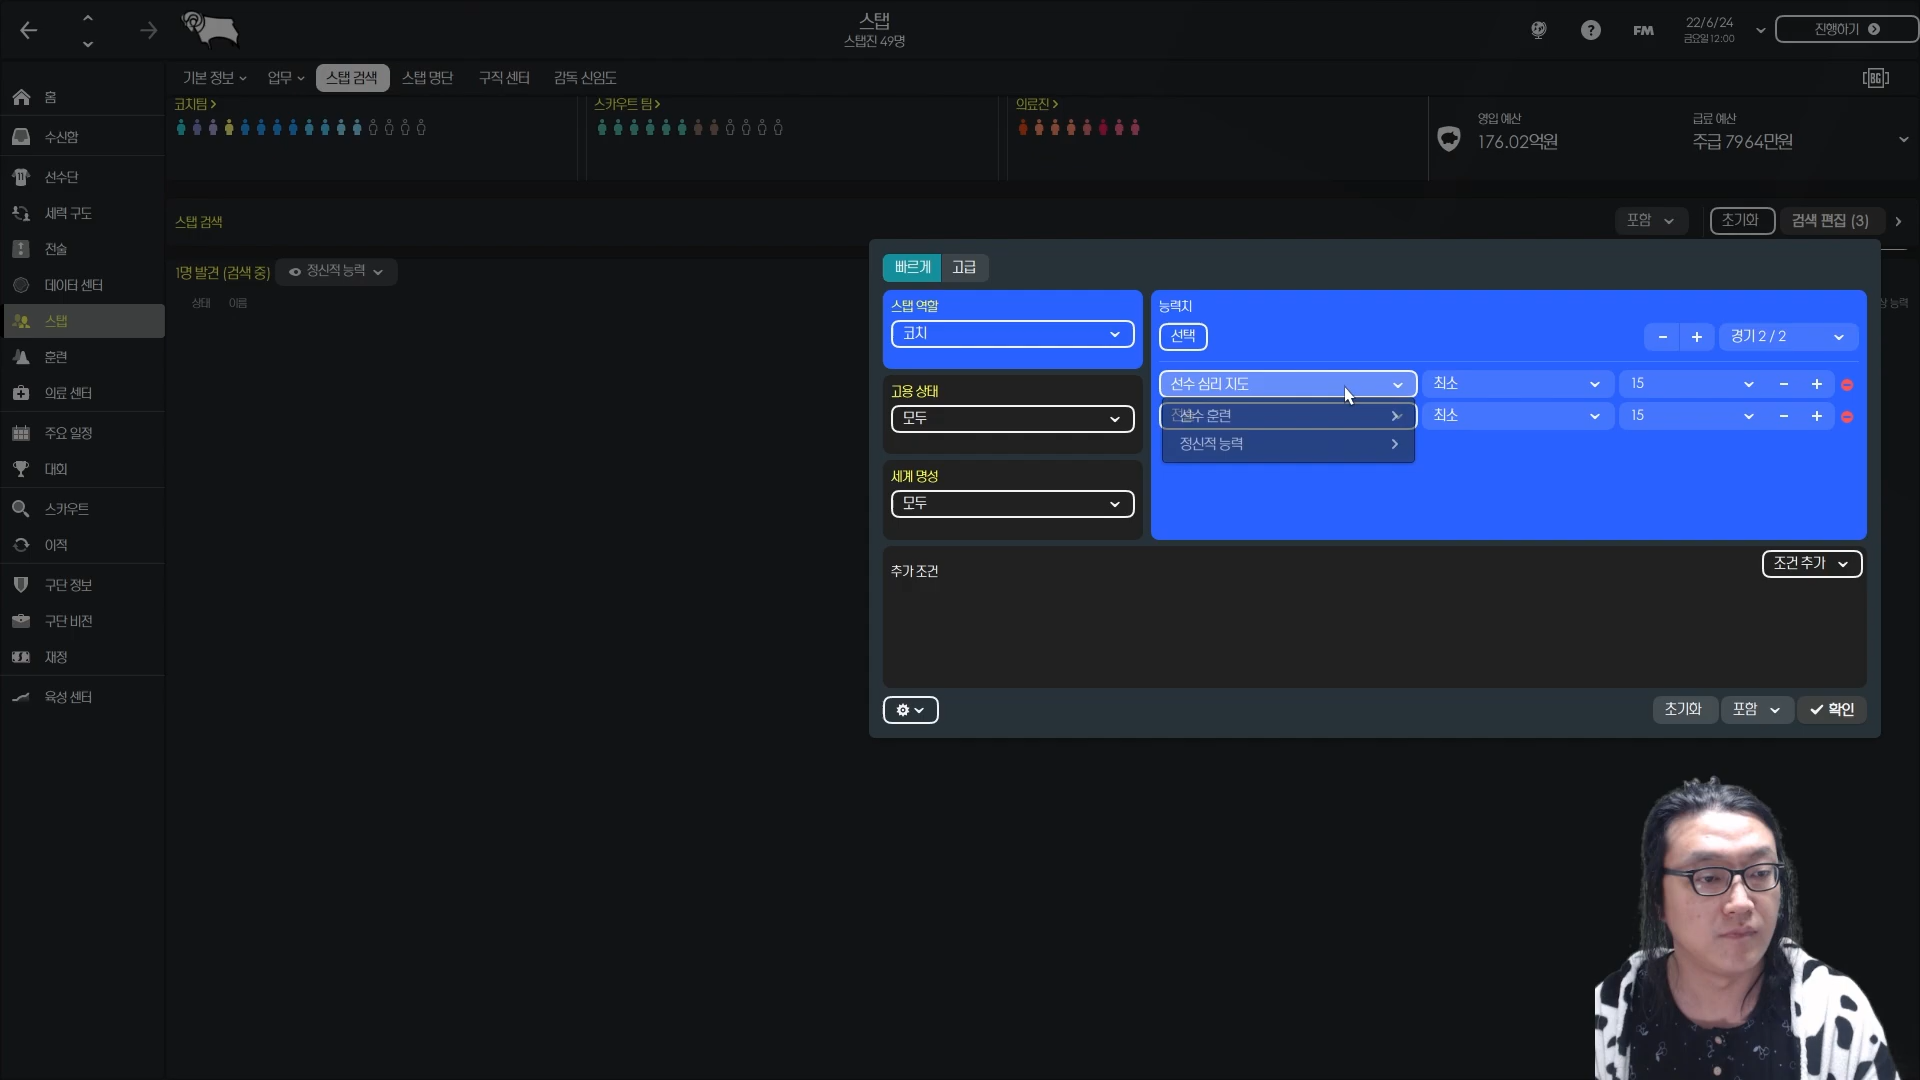 스탭
스탭진 49명
FM
22/6/24
금요일 12:00
진행하기
기본 정보
업무
스탭 검색
스탭 명단
구직 센터
감독 신임도
[BG]
홈
수신함
선수단
세력 구도
전술
데이터 센터
스탭
훈련
의료 센터
주요 일정
대회
스카우트
이적
구단 정보
구단 비전
재정
육성 센터
코치팀
스카우트 팀
의료진
영입 예산
176.02억원
급료 예산
주급 7964만원
스탭 검색
포함
초기화
검색 편집 (3)
1명 발견 (검색 중)
정신적 능력
상태
이름
능력
빠르게
고급
스탭 역할
코치
고용 상태
모두
세계 명성
모두
능력치
선택
- +
경기 2 / 2
선수 심리 지도
최소
15
- +
선수 훈련
최소
15
- +
정신적 능력
추가 조건
조건 추가
초기화
포함
확인